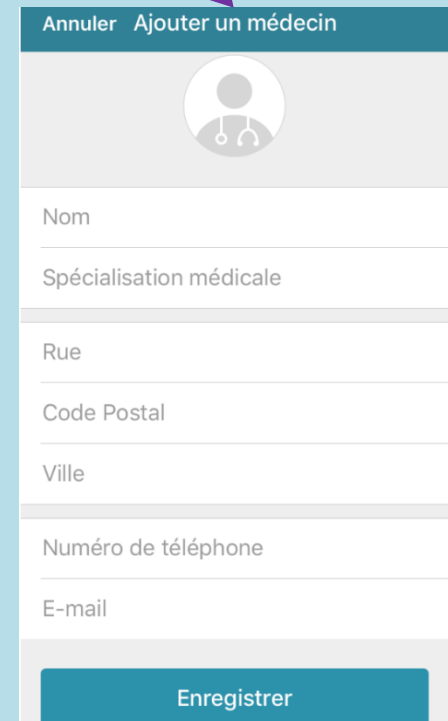 Annuler Ajouter un médecin
Nom
Spécialisation médicale
Rue
Code Postal
Ville
Numéro de téléphone
E-mail
Enregistrer